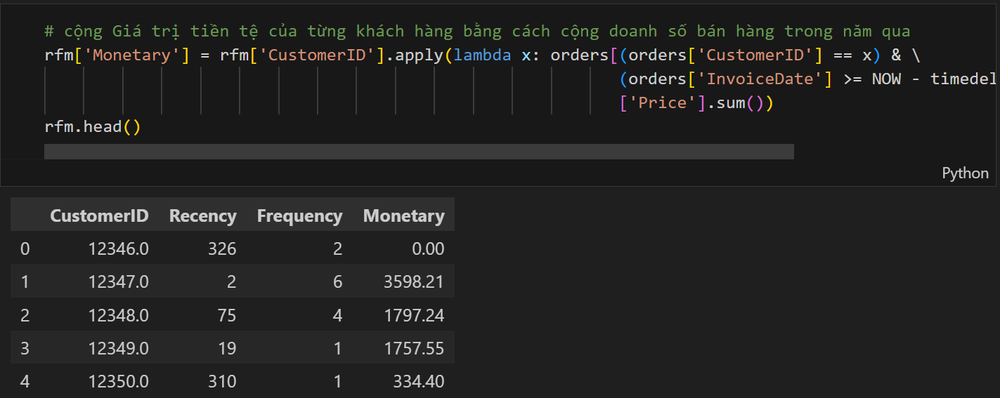 # cộng Giá trị tiền tệ của từng khách hàng bằng cách cộng doanh số bán hàng trong năm qua
rfm['Monetary'] = rfm['CustomerID'].apply(lambda x: orders[(orders['CustomerID'] == x) & \
(orders['InvoiceDate'] >= NOW - timedel
['Price'].sum())
rfm.head()
Python
CustomerID Recency Frequency Monetary
0 12346.0 326 2 0.00
1 12347.0 2 6 3598.21
2 12348.0 75 4 1797.24
3 12349.0 19 1 1757.55
4 12350.0 310 1 334.40